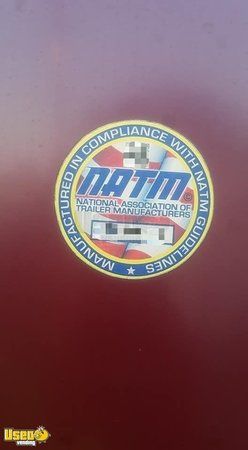 MANUFACTURED IN COMPLIANCE WITH NATM GUIDELINES
NATM
NATIONAL ASSOCIATION OF
TRAILER MANUFACTURERS
USED
vending